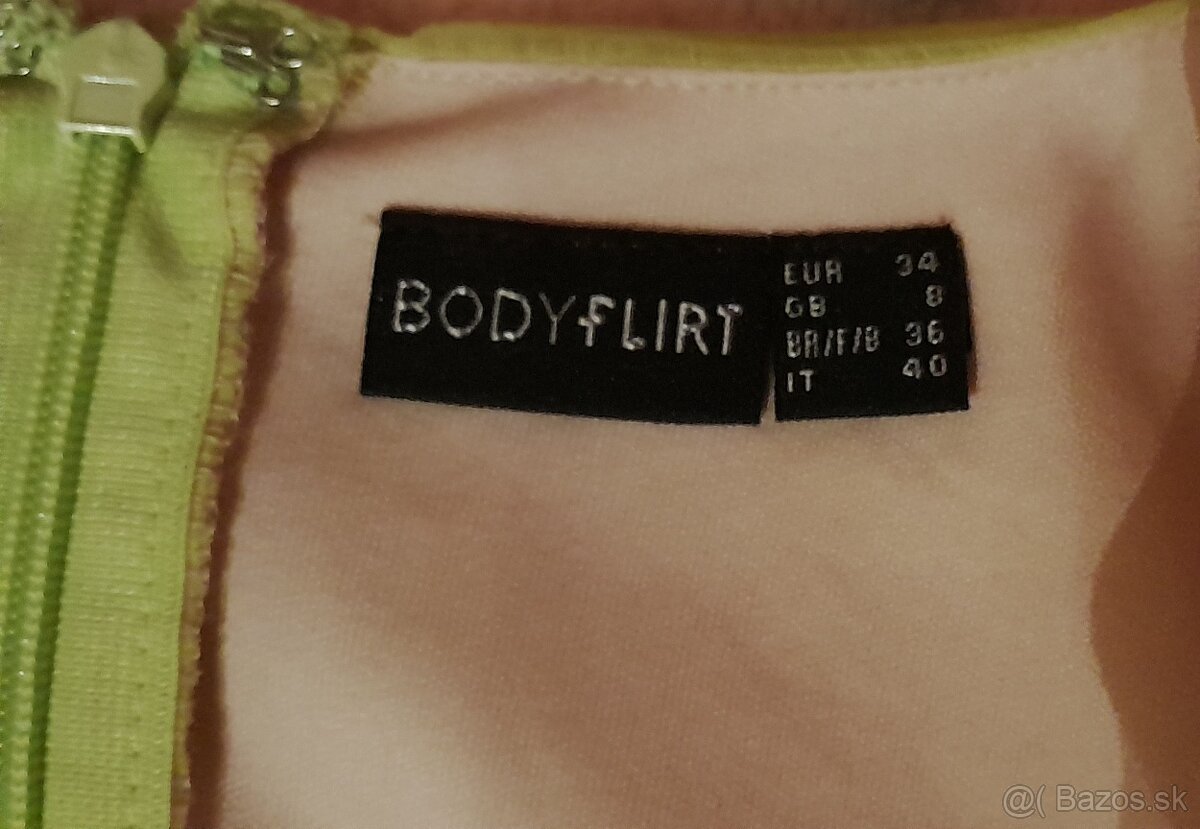 BODYFLIRT
EUR 34
GB 8
BR/F/B 36
IT 40
@( Bazos.sk